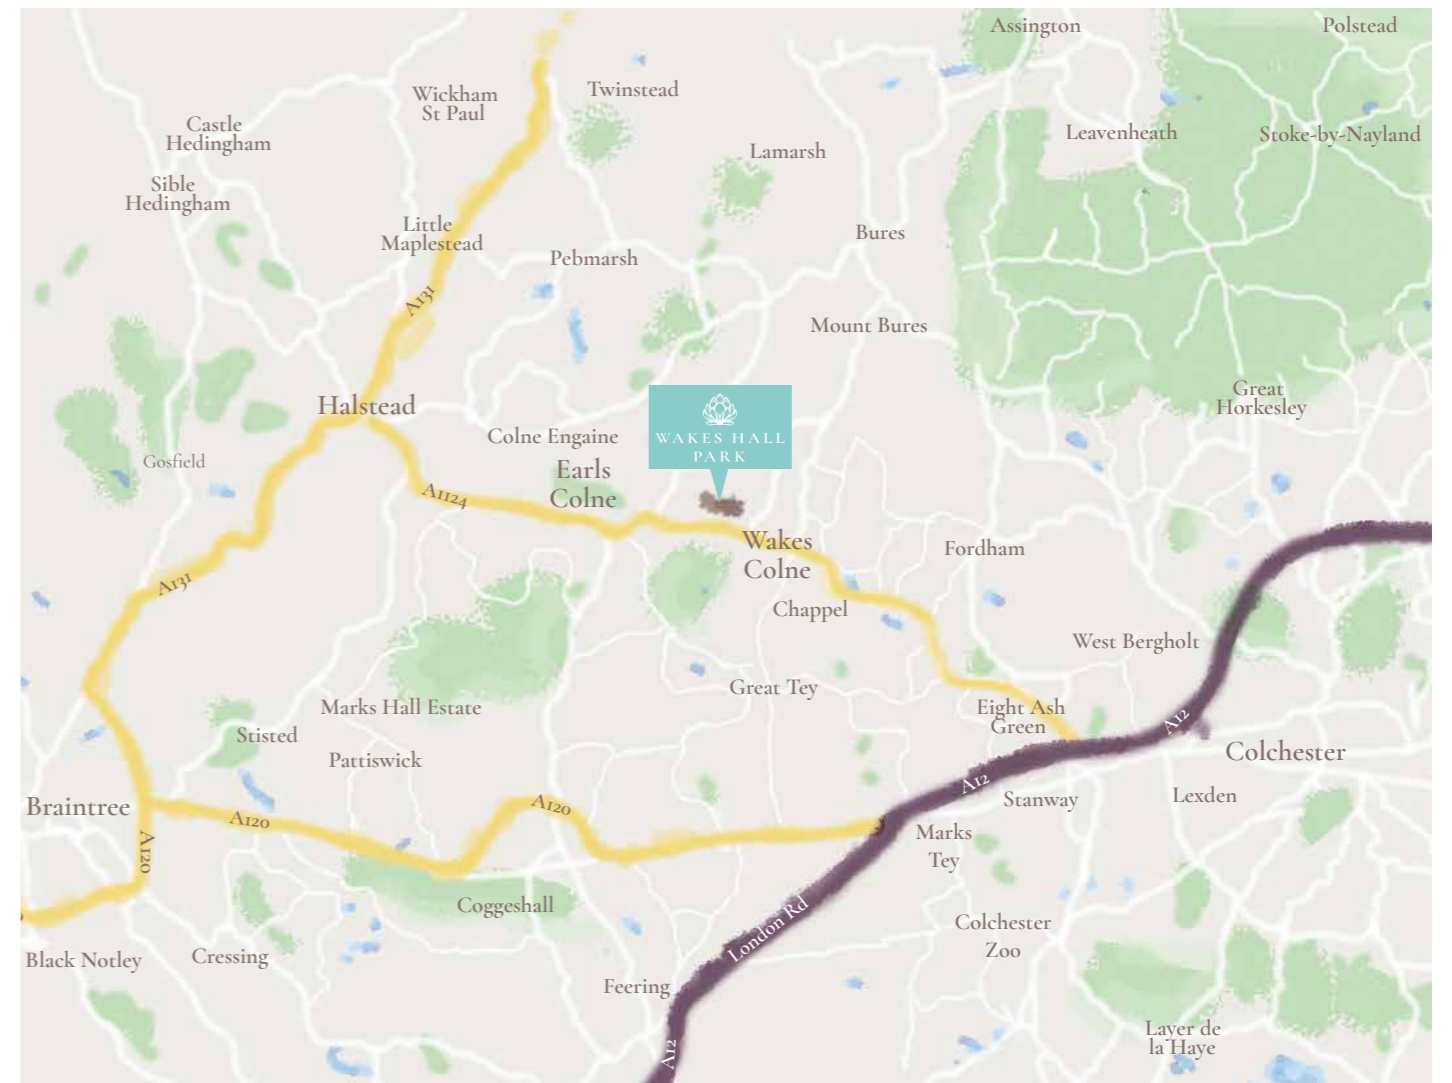 Assington
Polstead
Wickham
St Paul
Twinstead
Castle
Hedingham
Leavenheath
Stoke-by-Nayland
Lamarsh
Sible
Hedingham
Little
Maplestead
Bures
Pebmarsh
A131
Mount Bures
Halstead
Great
Horkesley
WAKES HALL
PARK
Colne Engaine
Gosfield
Earls
Colne
A1124
Wakes
Colne
Fordham
A131
Chappel
West Bergholt
Great Tey
Marks Hall Estate
Eight Ash
Green
A12
Stisted
Pattiswick
Colchester
A12
Braintree
A120
A120
Stanway
Lexden
A120
Marks
Tey
Coggeshall
London Rd
Colchester
Zoo
Black Notley
Cressing
Feering
Layer de
la Haye
A12